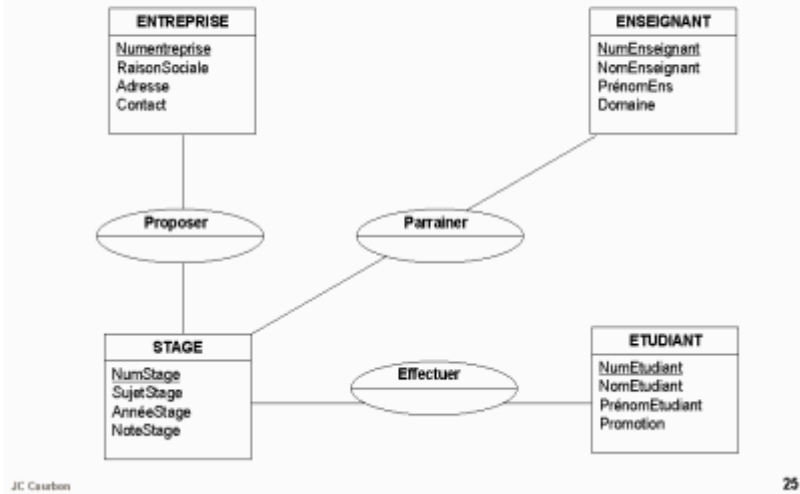 ENTREPRISE
Numentreprise
RaisonSociale
Adresse
Contact
ENSEIGNANT
NumEnseignant
NomEnseignant
PrénomEns
Domaine
Proposer
Parrainer
STAGE
NumStage
SujetStage
AnnéeStage
NoteStage
Effectuer
ETUDIANT
NumEtudiant
NomEtudiant
PrénomEtudiant
Promotion
JC Courbon
25